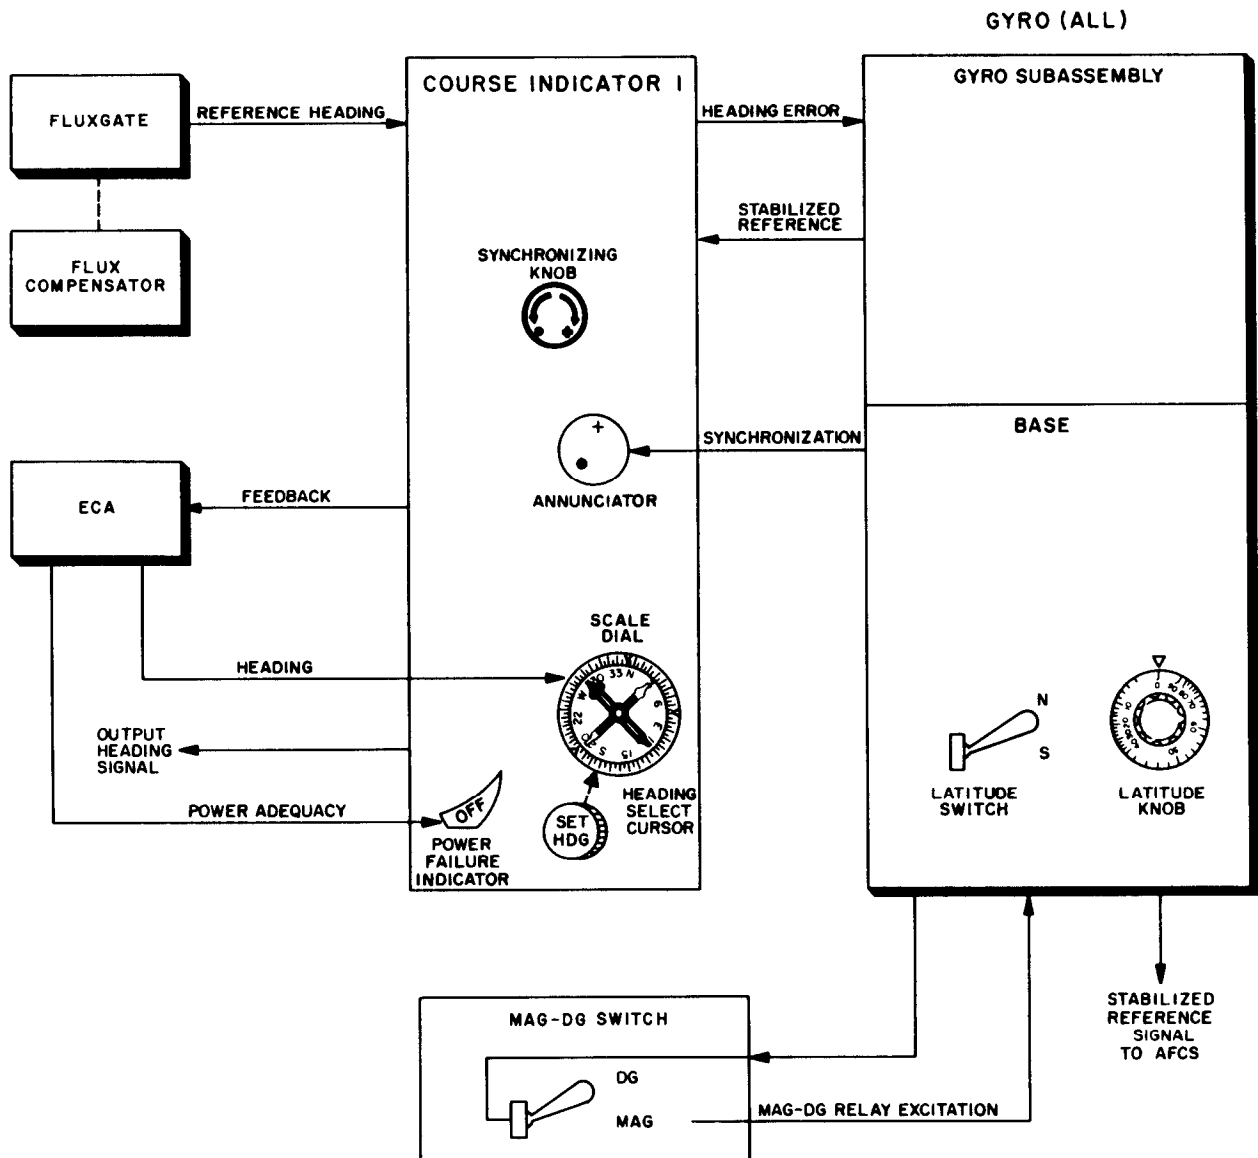 GYRO (ALL)
FLUXGATE
REFERENCE HEADING
FLUX
COMPENSATOR
COURSE INDICATOR I
HEADING ERROR
STABILIZED
REFERENCE
GYRO SUBASSEMBLY
SYNCHRONIZING
KNOB
SYNCHRONIZATION
ANNUNCIATOR
BASE
ECA
FEEDBACK
SCALE
DIAL
HEADING
33 N 6 E 15 S 22 W 30
OUTPUT
HEADING
SIGNAL
POWER ADEQUACY
OFF
POWER
FAILURE
INDICATOR
SET
HDG
HEADING
SELECT
CURSOR
N
S
LATITUDE
SWITCH
LATITUDE
KNOB
STABILIZED
REFERENCE
SIGNAL
TO AFCS
MAG-DG SWITCH
DG
MAG
MAG-DG RELAY EXCITATION